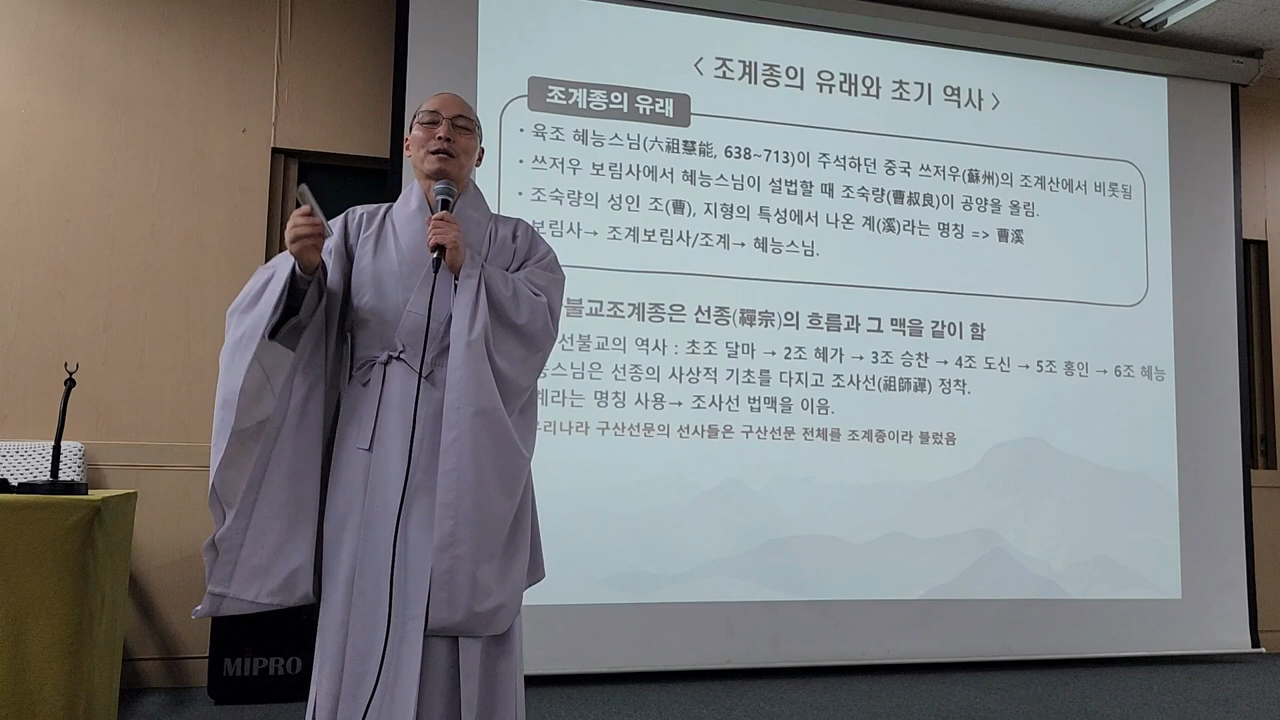 < 조계종의 유래와 초기 역사 >
조계종의 유래
• 육조 혜능스님(六祖慧能, 638~713)이 주석하던 중국 쓰저우(蘇州)의 조계산에서 비롯됨
• 쓰저우 보림사에서 혜능스님이 설법할 때 조숙량(曹叔良)이 공양을 올림.
• 조숙량의 성인 조(曹), 지형의 특성에서 나온 계(溪)라는 명칭 => 曹溪
보림사→ 조계보림사/조계→ 혜능스님.
불교조계종은 선종(禪宗)의 흐름과 그 맥을 같이 함
선불교의 역사 : 초조 달마 → 2조 혜가 → 3조 승찬 → 4조 도신 → 5조 홍인 → 6조 혜능
능스님은 선종의 사상적 기초를 다지고 조사선(祖師禪) 정착.
계라는 명칭 사용→ 조사선 법맥을 이음.
우리나라 구산선문의 선사들은 구산선문 전체를 조계종이라 불렀음
MIPRO